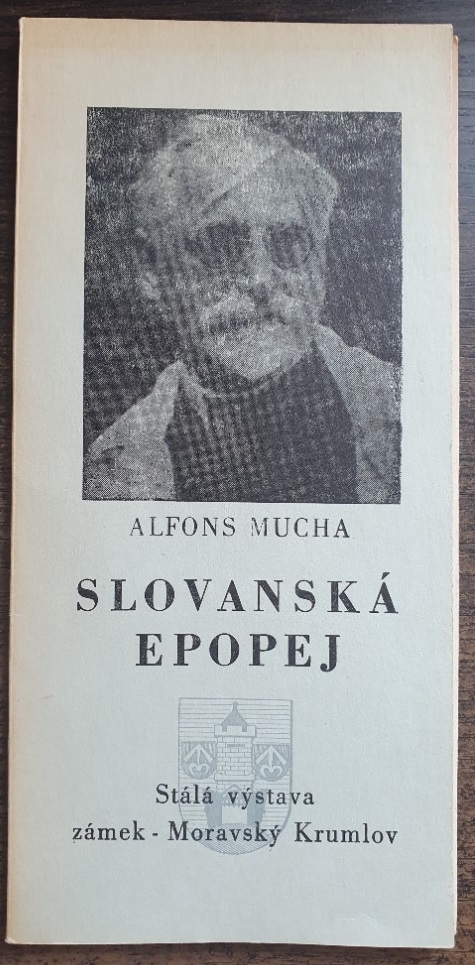 ALFONS MUCHA
SLOVANSKÁ
EPOPEJ
Stálá výstava
zámek - Moravský Krumlov